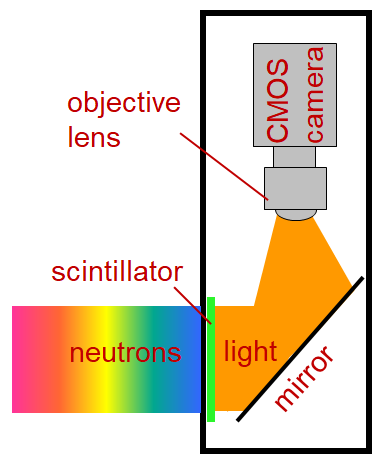 CMOS
camera
objective
lens
scintillator
neutrons
light
mirror